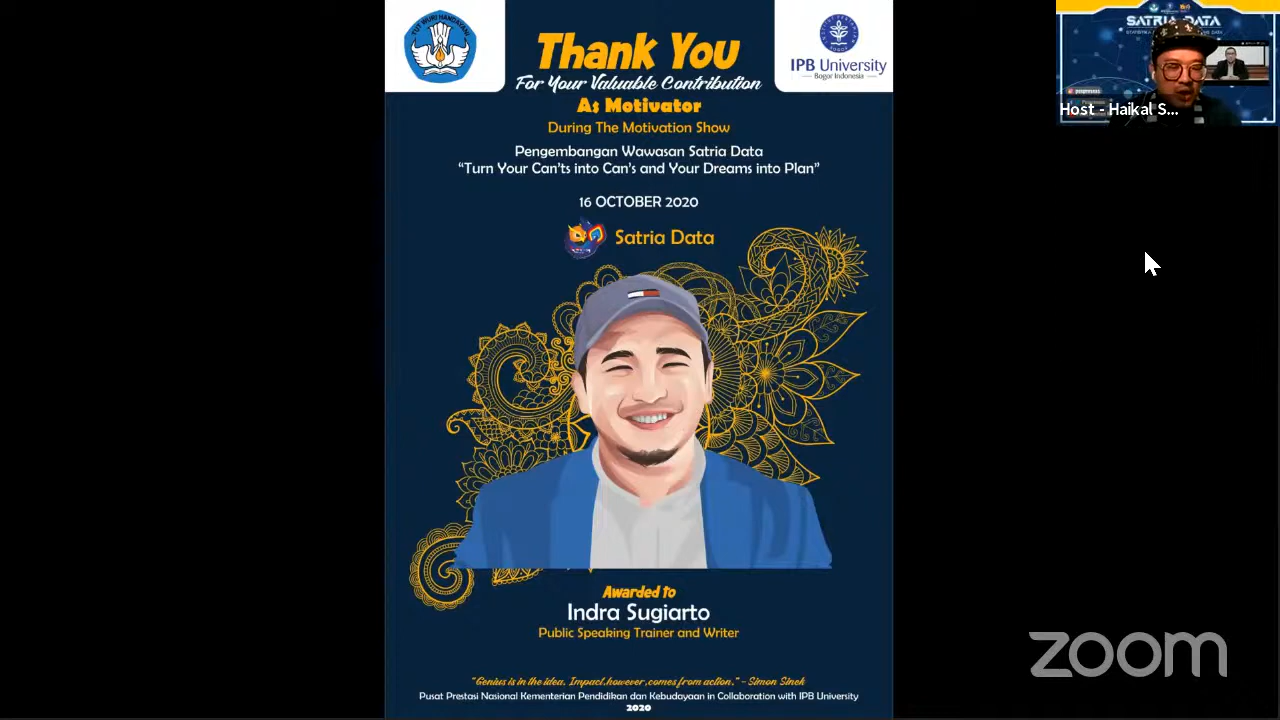 TUT WURI HANDAYANI
IPB University
Bogor Indonesia
Thank You
For Your Valuable Contribution
As Motivator
During The Motivation Show
Pengembangan Wawasan Satria Data
“Turn Your Can'ts into Can's and Your Dreams into Plan”
16 OCTOBER 2020
Satria Data
Awarded to
Indra Sugiarto
Public Speaking Trainer and Writer
"Genius is in the idea. Impact,however,comes from action." - Simon Sinek
Pusat Prestasi Nasional Kementerian Pendidikan dan Kebudayaan in Collaboration with IPB University
2020
SATRIA DATA
Host - Haikal S...
zoom